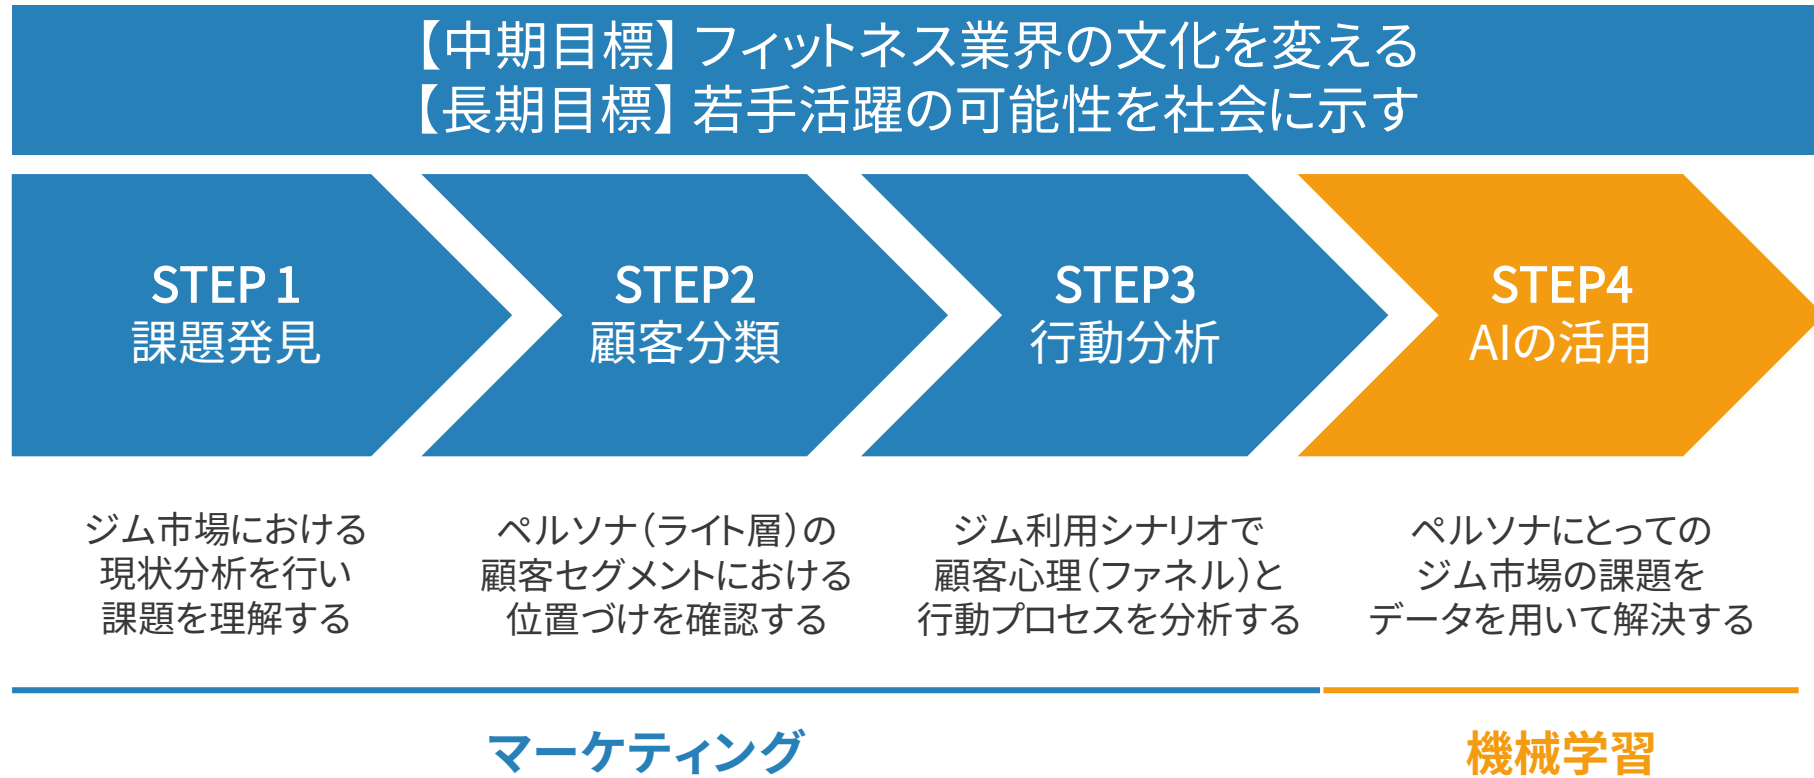 【中期目標】フィットネス業界の文化を変える
【長期目標】若手活躍の可能性を社会に示す
STEP 1
課題発見
STEP2
顧客分類
STEP3
行動分析
STEP4
AIの活用
ジム市場における
現状分析を行い
課題を理解する
ペルソナ（ライト層）の
顧客セグメントにおける
位置づけを確認する
ジム利用シナリオで
顧客心理（ファネル）と
行動プロセスを分析する
ペルソナにとっての
ジム市場の課題を
データを用いて解決する
マーケティング
機械学習